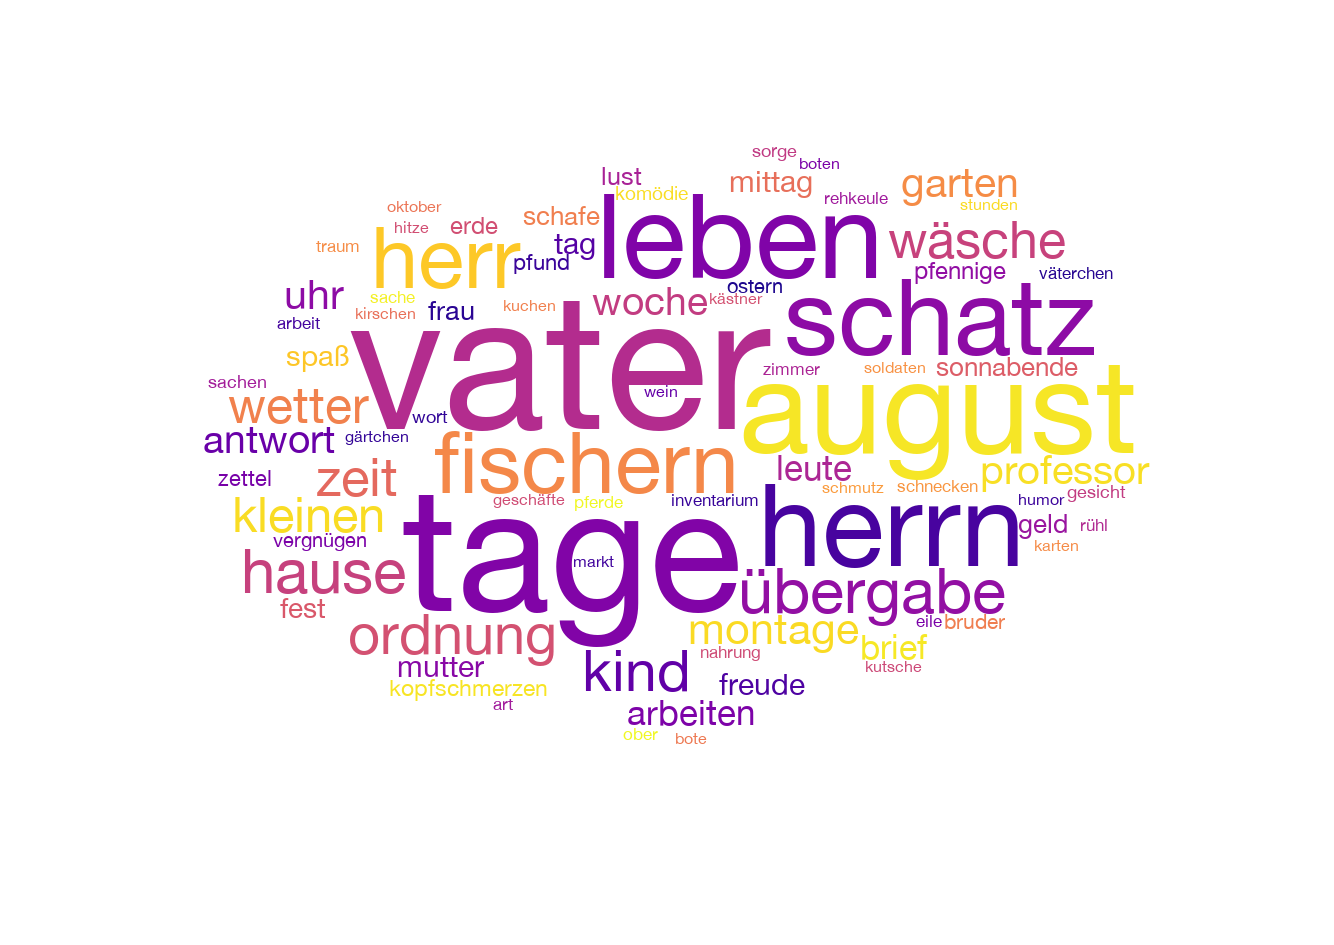 sorge
boten
lust
mittag
garten
komödie
rehkeule
stunden
leben
oktober
schafe
hitze
erde
herr
tag
wäsche
traum
pfund
pfennige
väterchen
ostern
uhr
sache
woche
kästner
schatz
kirschen
frau
kuchen
arbeit
vater
spaß
zimmer
soldaten
sonnabende
sachen
wein
august
wetter
wort
antwort
gärtchen
fischern
leute
professor
zettel
zeit
schmutz
schnecken
gesicht
geschäfte
pferde
inventarium
humor
kleinen
herrn
geld
rühl
vergnügen
karten
tage
markt
hause
übergabe
fest
eile
bruder
ordnung
montage
brief
nahrung
mutter
kind
kutsche
kopfschmerzen
freude
art
arbeiten
ober
bote